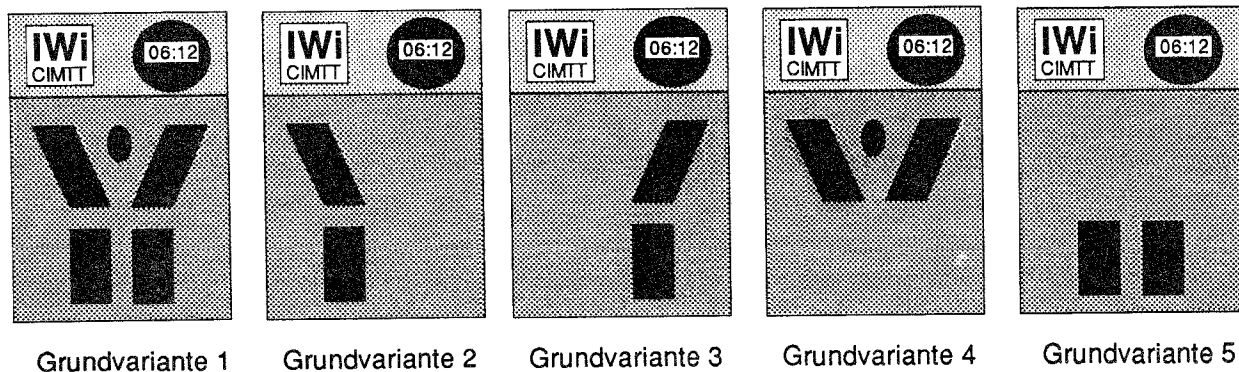 IWi
CIMTT
06:12
IWi
CIMTT
06:12
IWi
CIMTT
06:12
IWi
CIMTT
06:12
IWi
CIMTT
06:12
Grundvariante 1
Grundvariante 2
Grundvariante 3
Grundvariante 4
Grundvariante 5